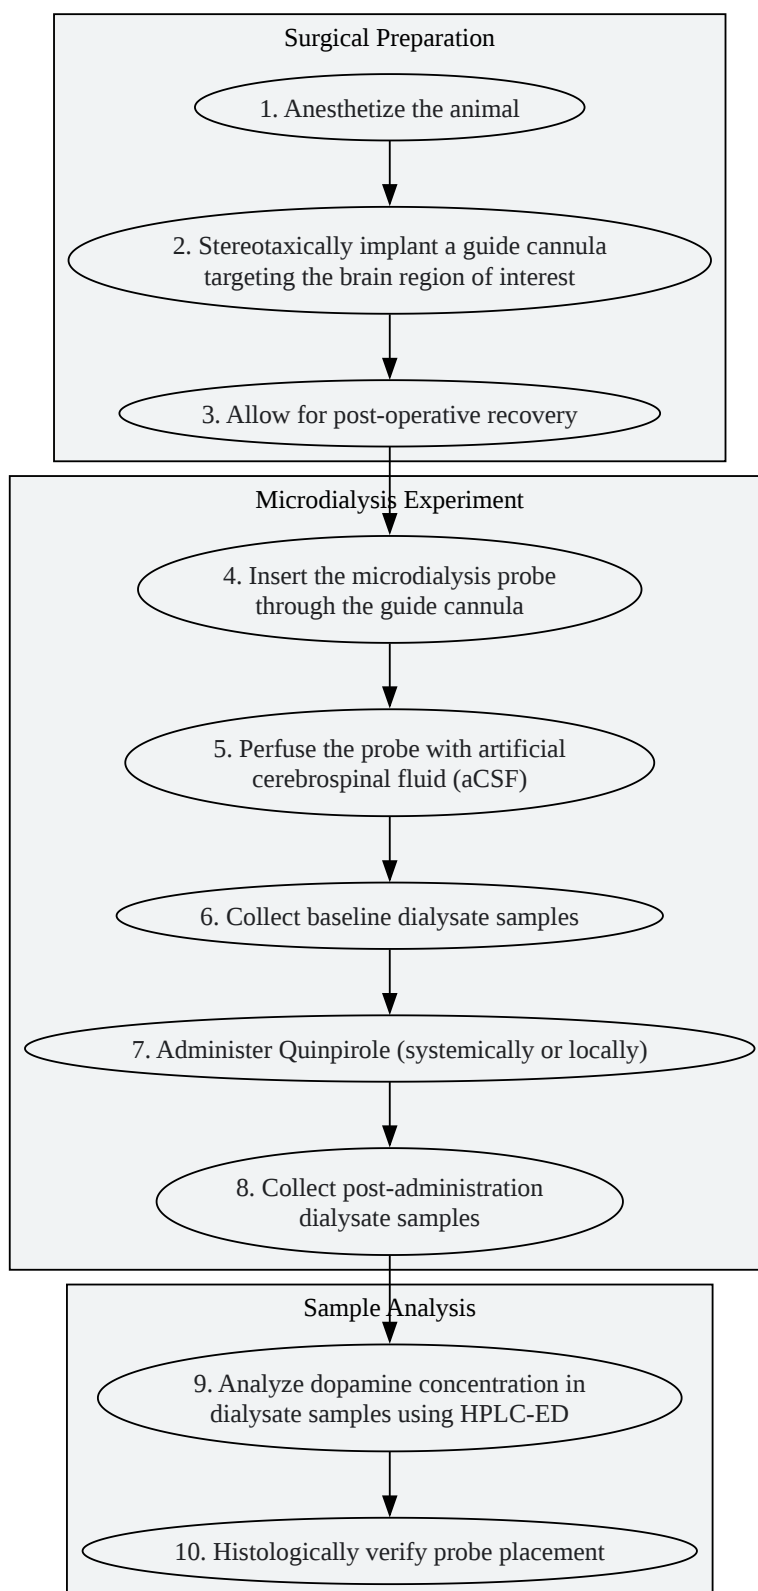 Surgical Preparation
1. Anesthetize the animal
2. Stereotaxically implant a guide cannula
targeting the brain region of interest
3. Allow for post-operative recovery
Microdialysis Experiment
4. Insert the microdialysis probe
through the guide cannula
5. Perfuse the probe with artificial
cerebrospinal fluid (aCSF)
6. Collect baseline dialysate samples
7. Administer Quinpirole (systemically or locally)
8. Collect post-administration
dialysate samples
Sample Analysis
9. Analyze dopamine concentration in
dialysate samples using HPLC-ED
10. Histologically verify probe placement